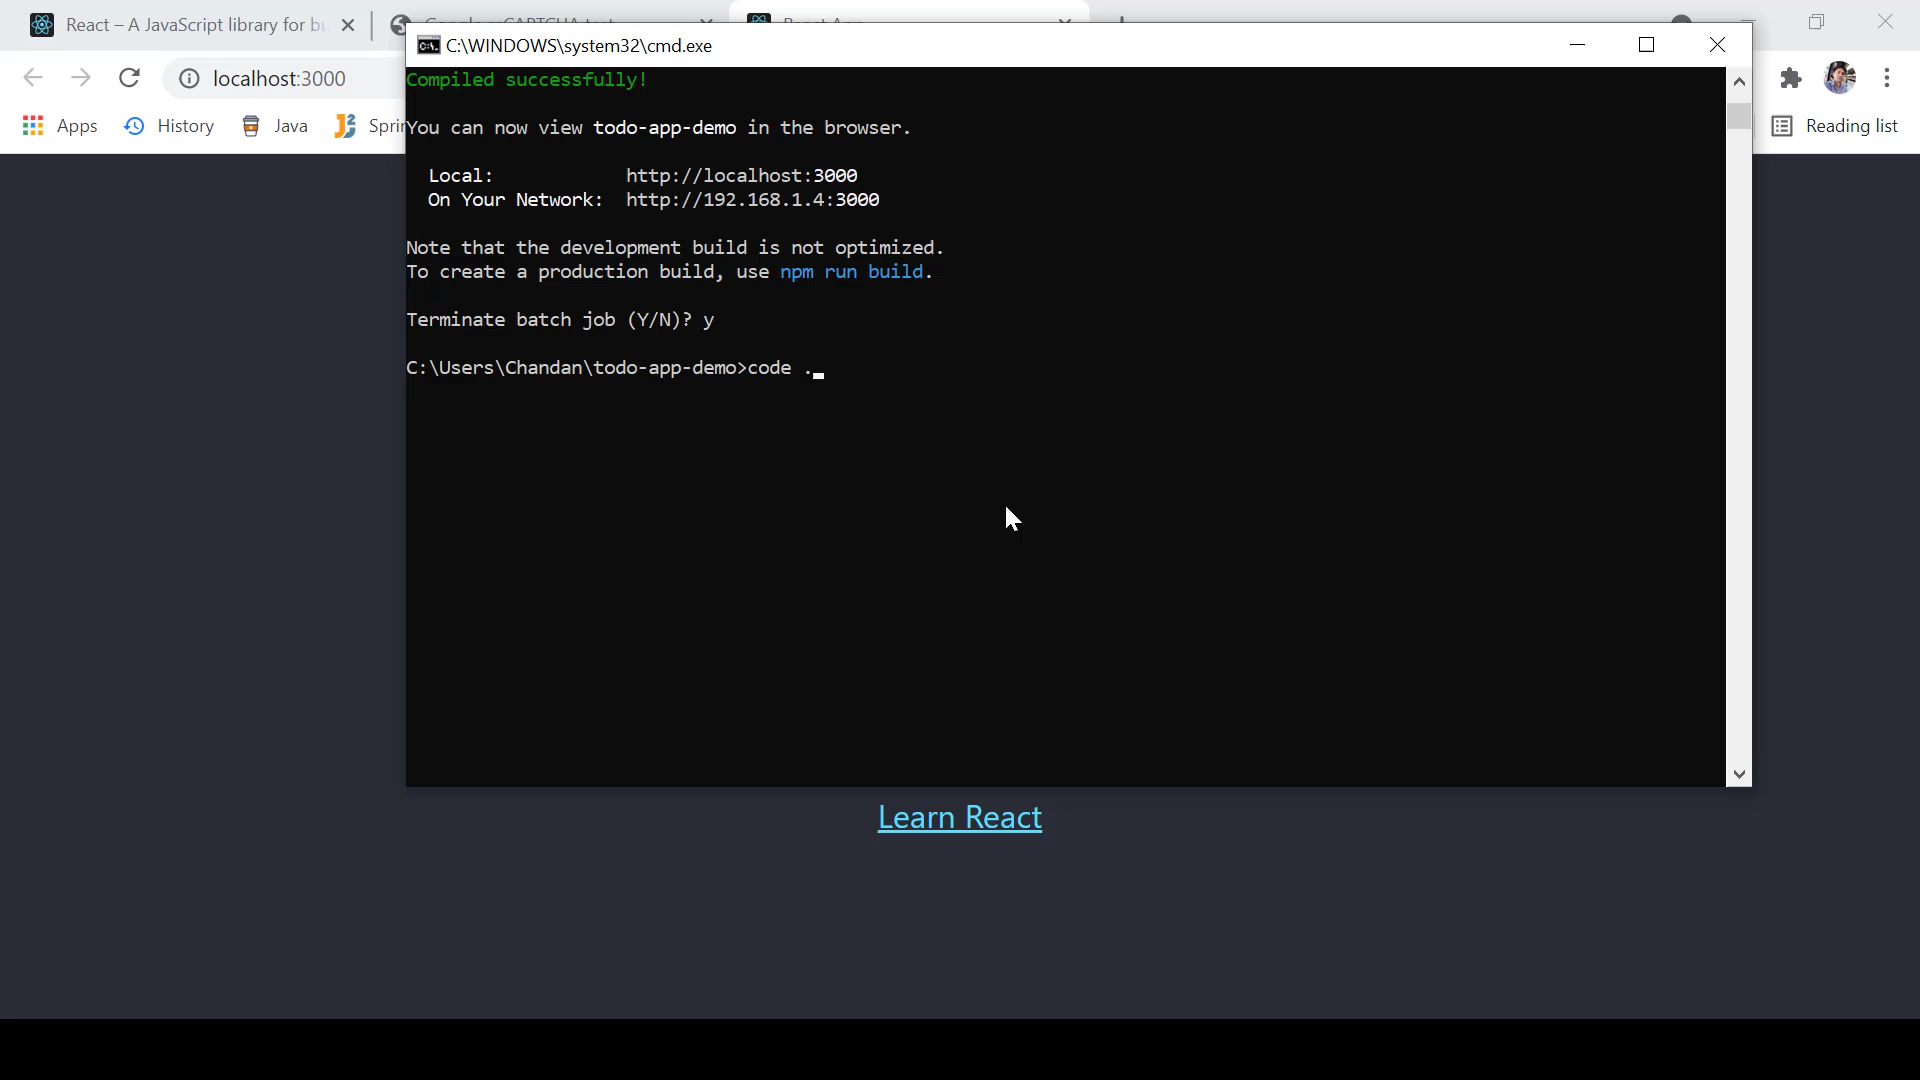 React – A JavaScript library for bu
C:\WINDOWS\system32\cmd.exe
localhost:3000
Apps
History
Java
Reading list
Compiled successfully!
You can now view todo-app-demo in the browser.
Local: http://localhost:3000
On Your Network: http://192.168.1.4:3000
Note that the development build is not optimized.
To create a production build, use npm run build.
Terminate batch job (Y/N)? y
C:\Users\Chandan\todo-app-demo>code .
Learn React